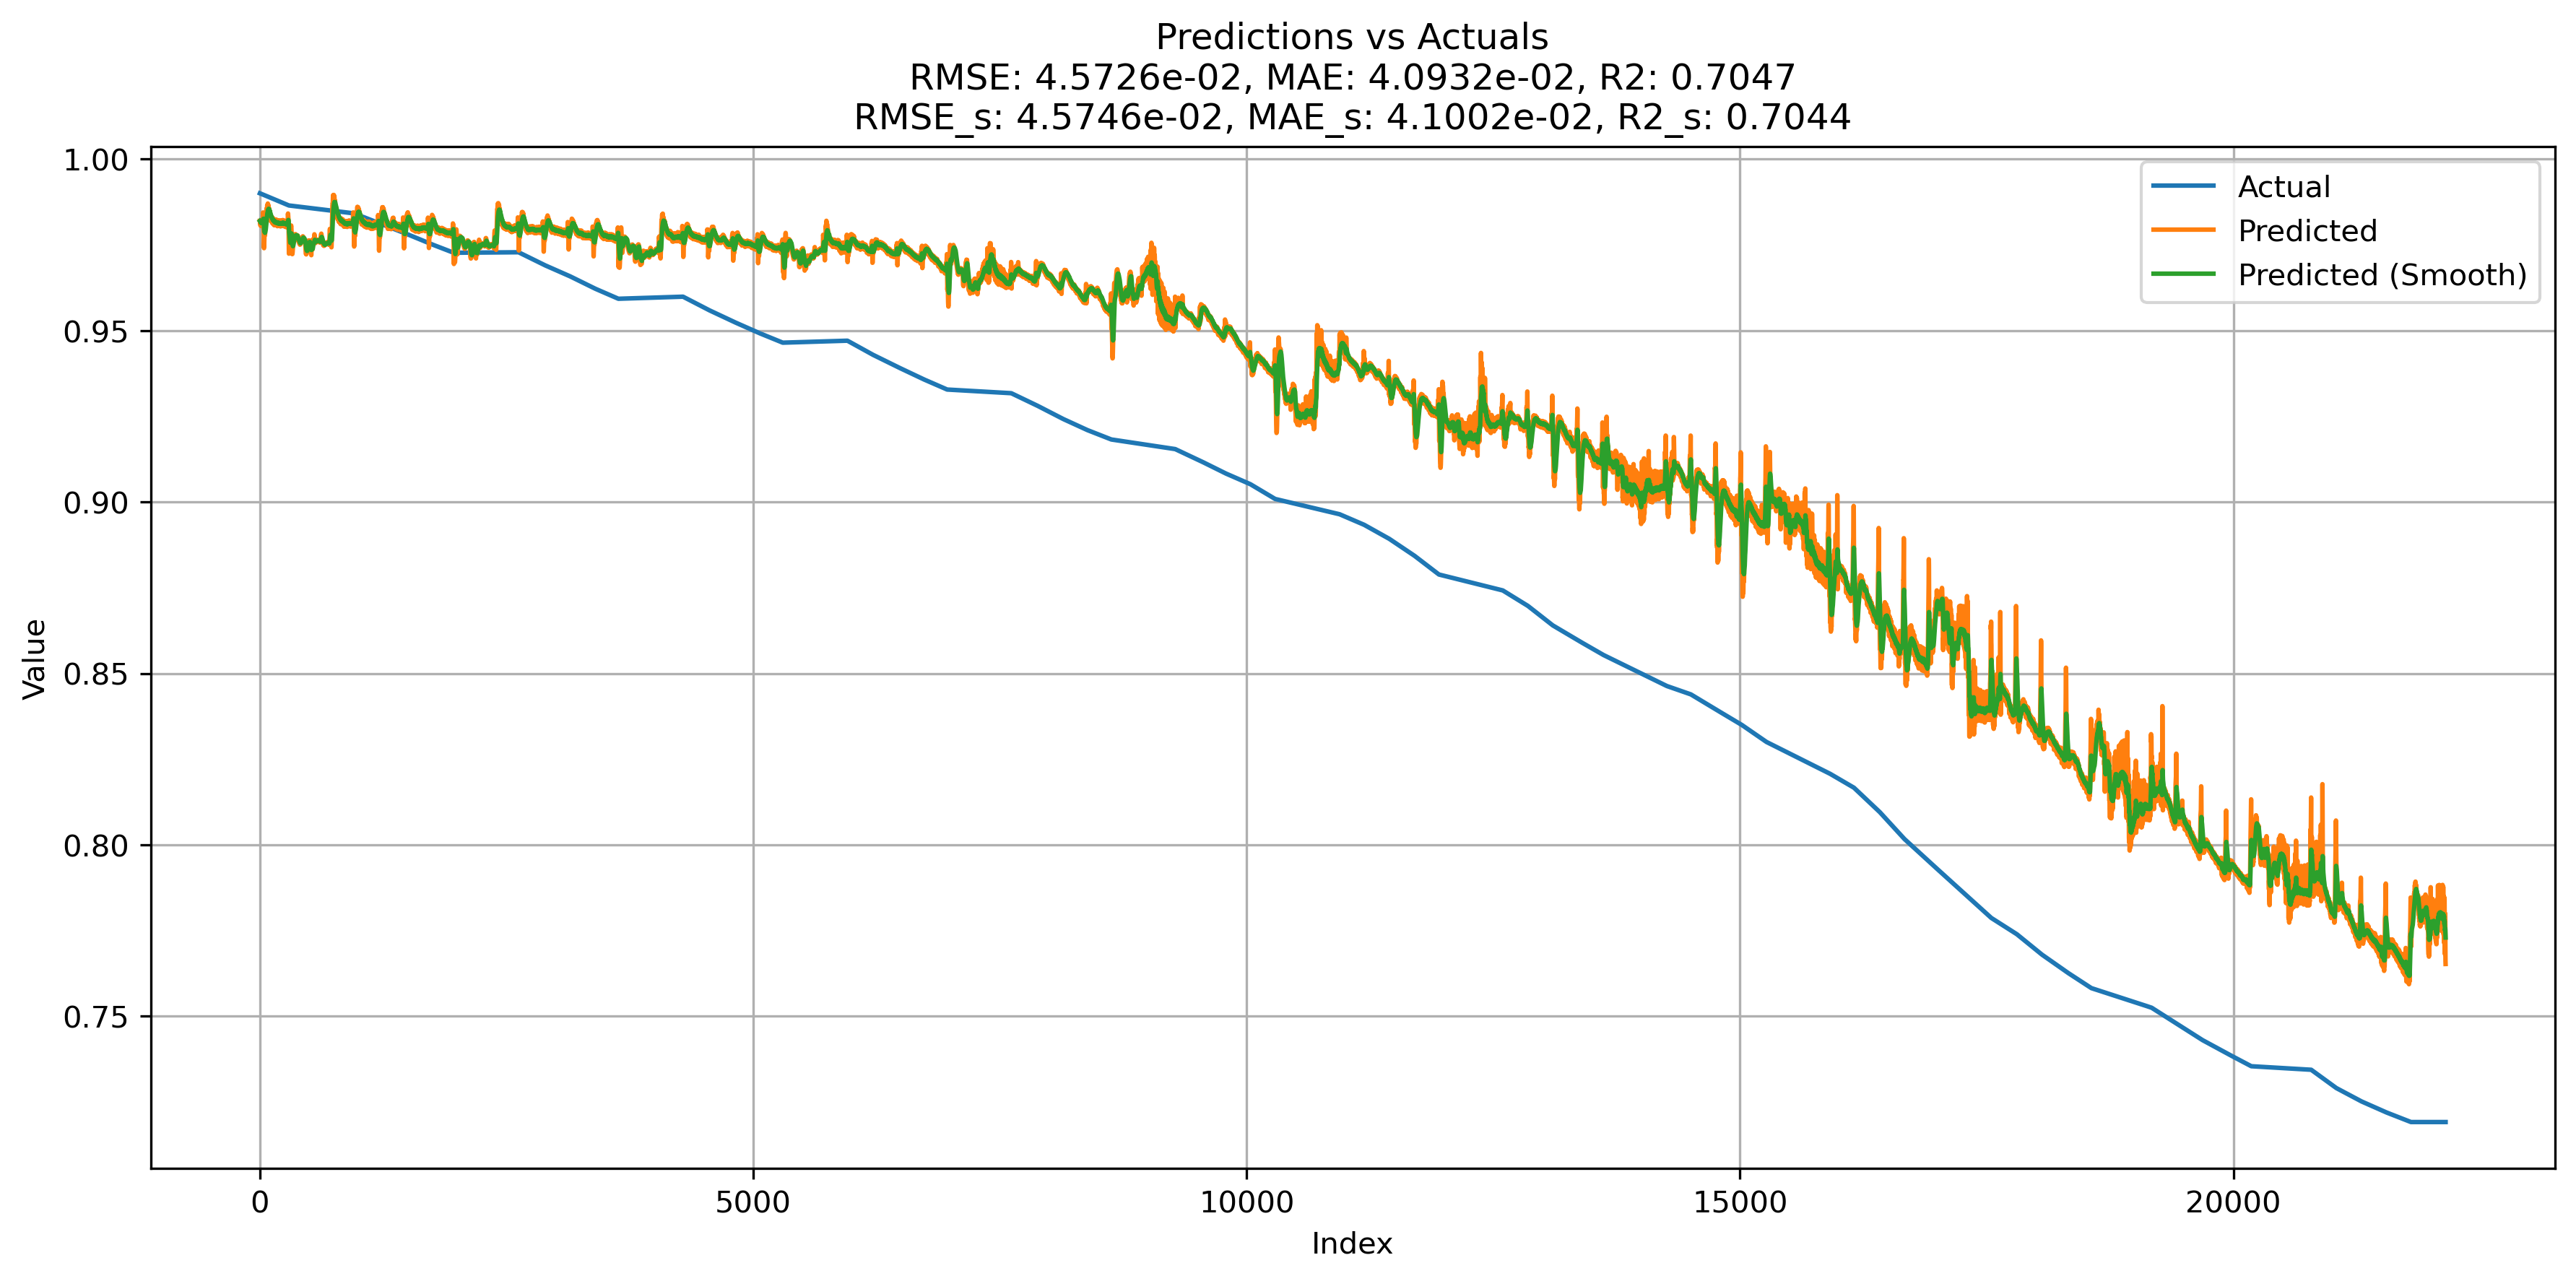 Predictions vs Actuals
RMSE: 4.5726e-02, MAE: 4.0932e-02, R2: 0.7047
RMSE_s: 4.5746e-02, MAE_s: 4.1002e-02, R2_s: 0.7044
Actual
Predicted
Predicted (Smooth)
Value
1.00
0.95
0.90
0.85
0.80
0.75
0
5000
10000
15000
20000
Index